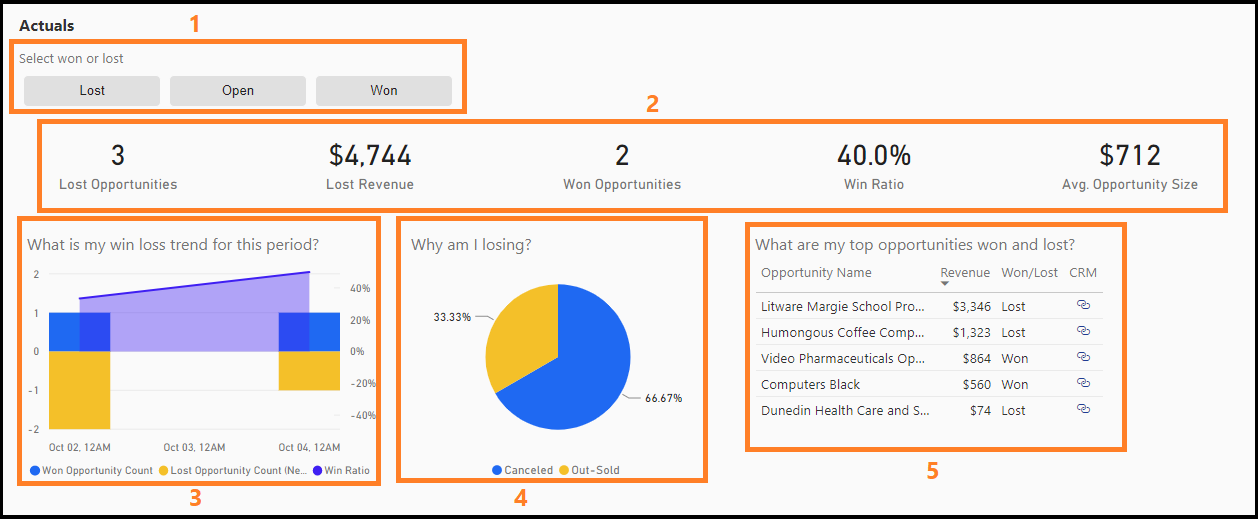 Actuals
1
Select won or lost
Lost Open Won
2
3 $4,744 2 40.0% $712
Lost Opportunities Lost Revenue Won Opportunities Win Ratio Avg. Opportunity Size
What is my win loss trend for this period?
2
1
0
-1
-2
40%
20%
0%
-20%
-40%
Oct 02, 12AM Oct 03, 12AM Oct 04, 12AM
Won Opportunity Count Lost Opportunity Count (Ne... Win Ratio
3
Why am I losing?
33.33%
66.67%
Canceled Out-Sold
4
What are my top opportunities won and lost?
Opportunity Name Revenue Won/Lost CRM
Litware Margie School Pro... $3,346 Lost
Humongous Coffee Comp... $1,323 Lost
Video Pharmaceuticals Op... $864 Won
Computers Black $560 Won
Dunedin Health Care and S... $74 Lost
5